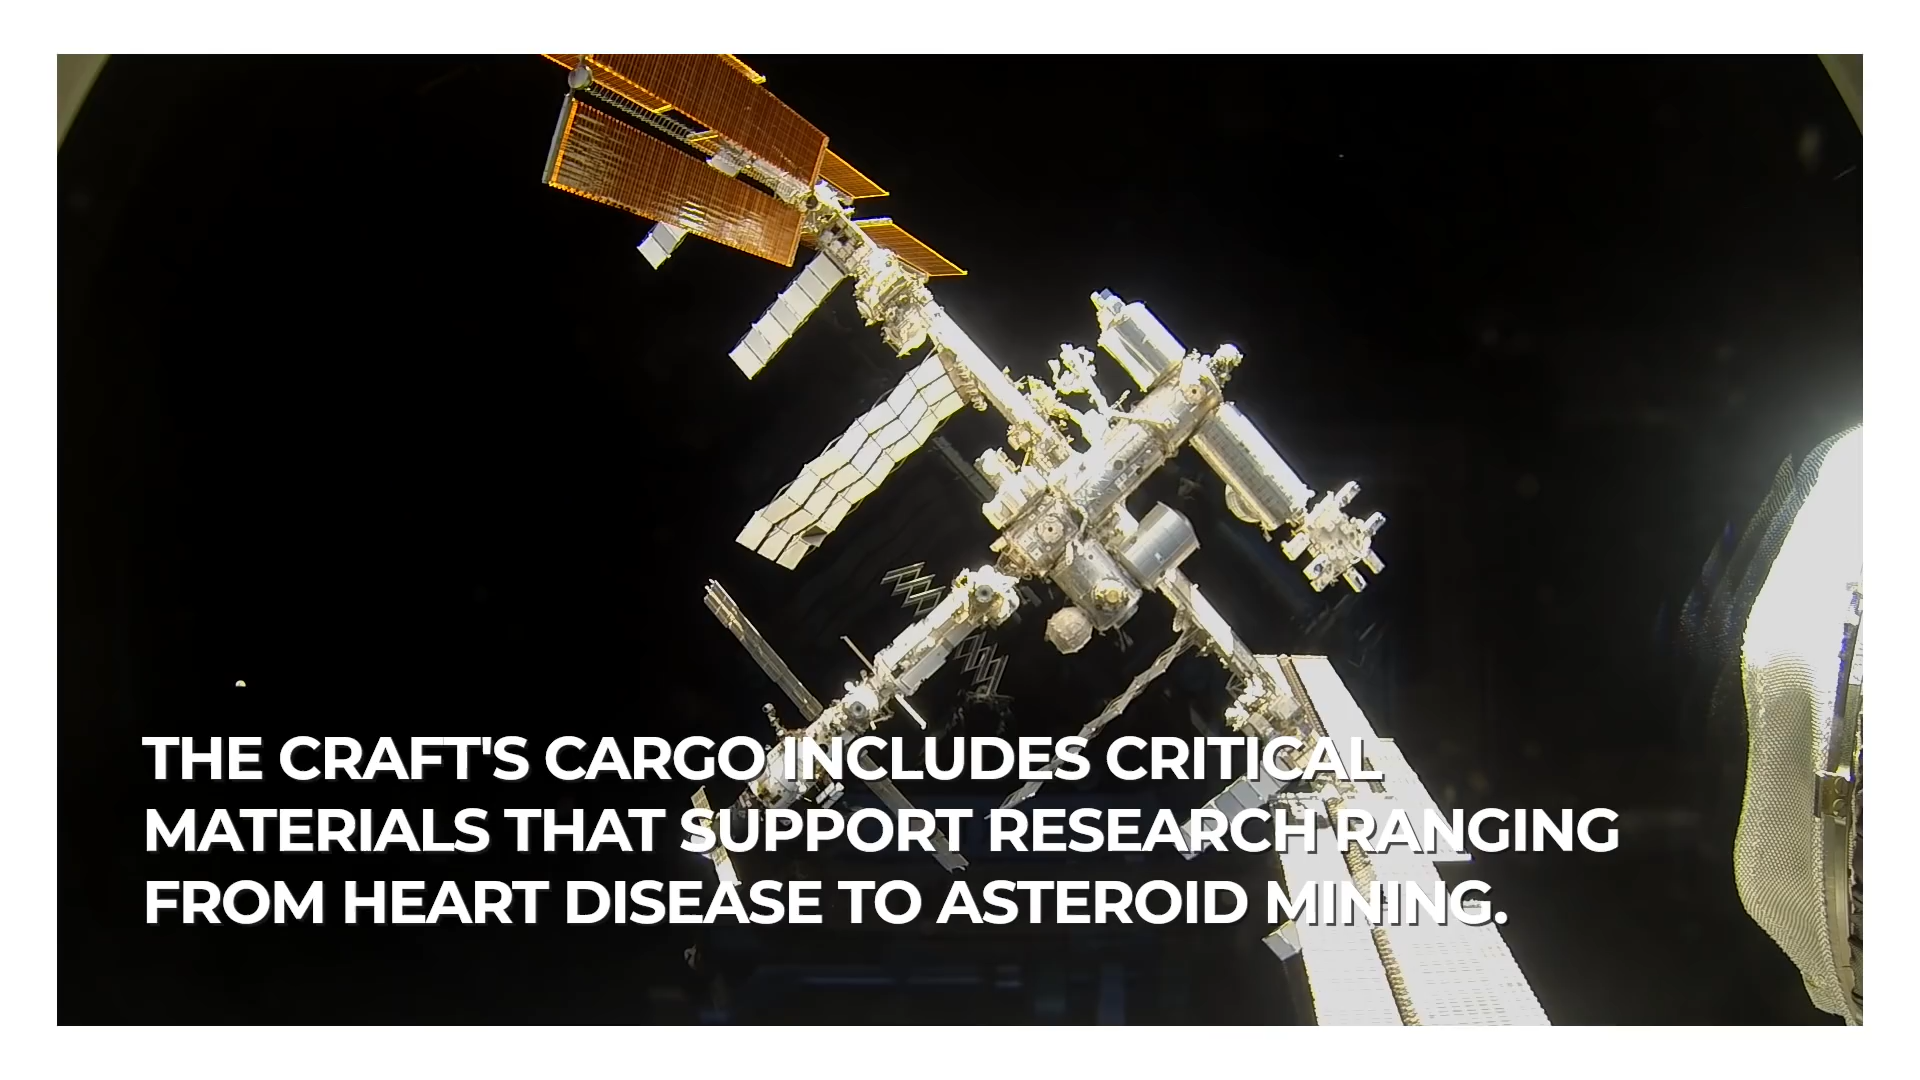 THE CRAFT'S CARGO INCLUDES CRITICAL
MATERIALS THAT SUPPORT RESEARCH RANGING
FROM HEART DISEASE TO ASTEROID MINING.